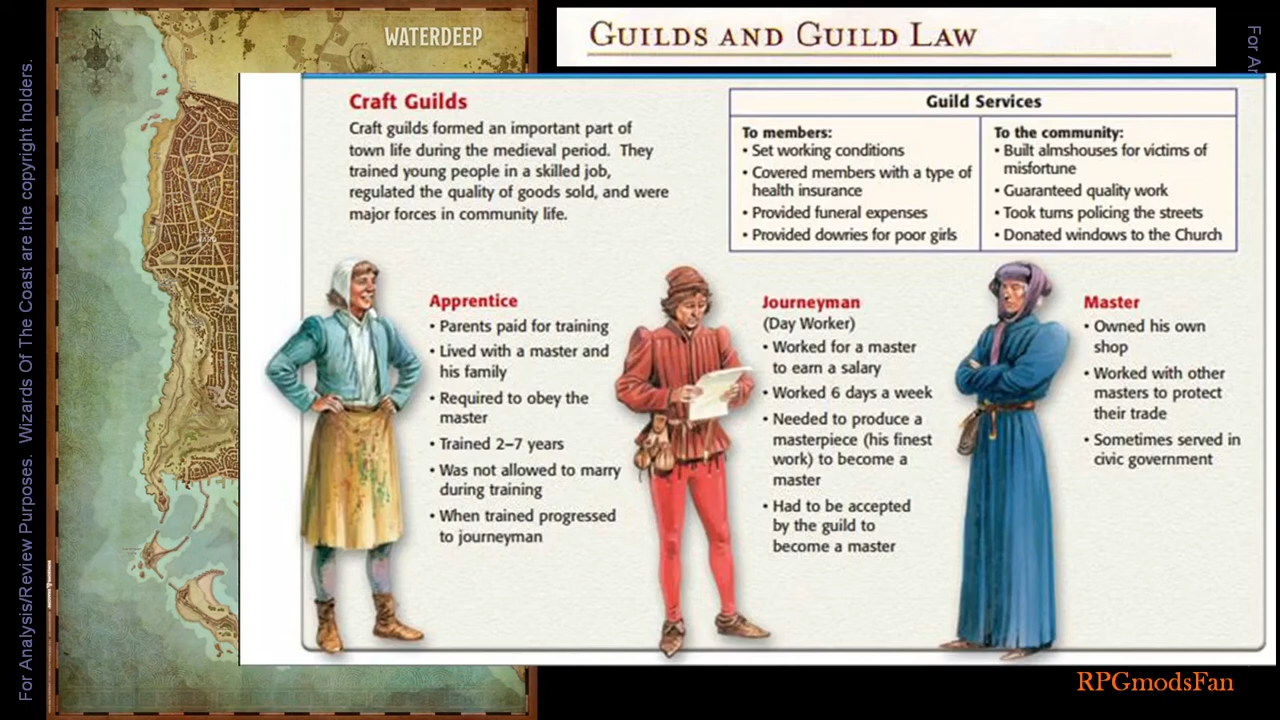 WATERDEEP
N
GUILDS AND GUILD LAW
For Analysis/Review Purposes. Wizards Of The Coast are the copyright holders.
For Ar
Craft Guilds
Craft guilds formed an important part of
town life during the medieval period. They
trained young people in a skilled job,
regulated the quality of goods sold, and were
major forces in community life.
Guild Services
To members:
• Set working conditions
• Covered members with a type of
health insurance
• Provided funeral expenses
• Provided dowries for poor girls
To the community:
• Built almshouses for victims of
misfortune
• Guaranteed quality work
• Took turns policing the streets
• Donated windows to the Church
Apprentice
• Parents paid for training
• Lived with a master and
his family
• Required to obey the
master
• Trained 2–7 years
• Was not allowed to marry
during training
• When trained progressed
to journeyman
Journeyman
(Day Worker)
• Worked for a master
to earn a salary
• Worked 6 days a week
• Needed to produce a
masterpiece (his finest
work) to become a
master
• Had to be accepted
by the guild to
become a master
Master
• Owned his own
shop
• Worked with other
masters to protect
their trade
• Sometimes served in
civic government
RPGmodsFan